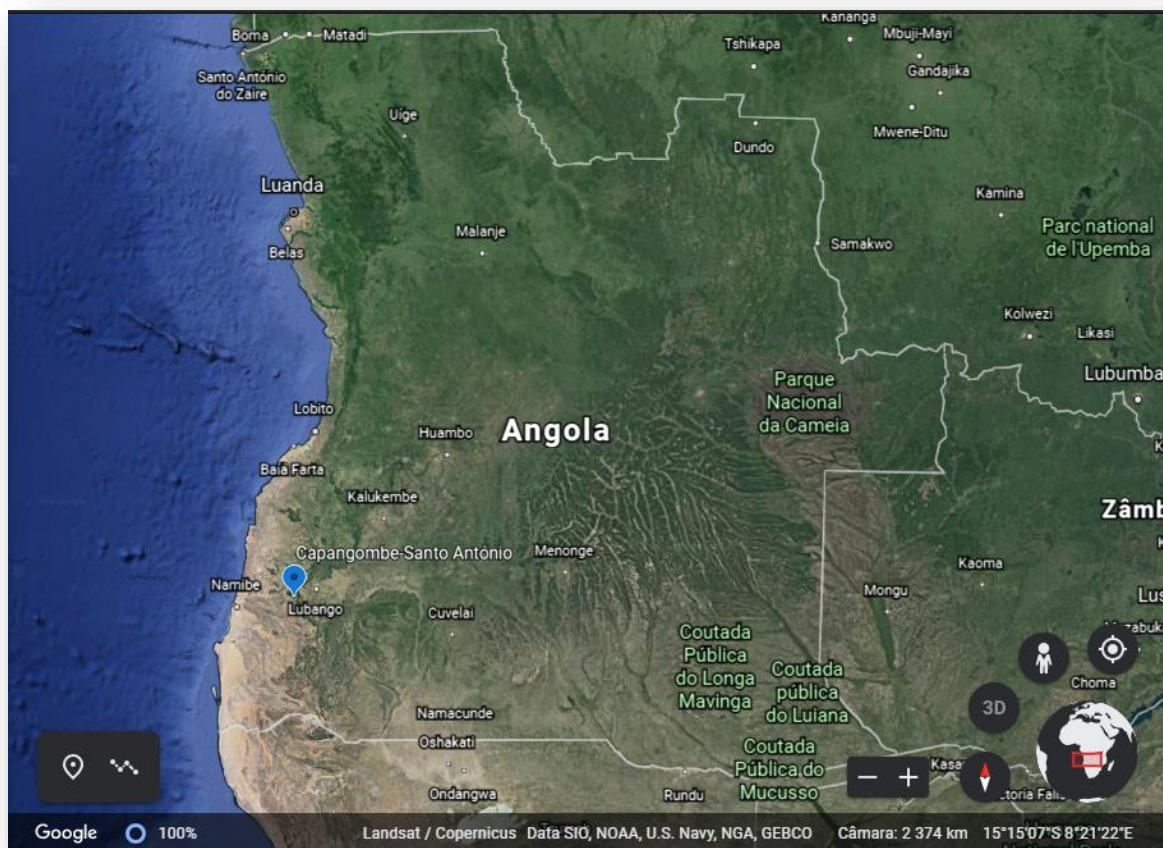 Kananga
Boma
Matadi
Mbuji-Mayi
Tshikapa
Gandajika
Santo António
do Zaire
Uíge
Mwene-Ditu
Dundo
Luanda
Kamina
Parc national
de l'Upemba
Malanje
Samakwo
Belas
Kolwezi
Likasi
Parque
Nacional
da Cameia
Lubumba
Lobito
Angola
Huambo
Baía Farta
Kalukembe
Zâmb
Capangombe-Santo António
Menonge
Kaoma
Namibe
Mongu
Lus
Lubango
Cuvelai
Coutada
Pública
do Longa
Mavinga
Coutada
pública
do Luiana
Choma
3D
Namacunde
Oshakati
Coutada
Pública do
Mucusso
Ondangwa
Rundu
Google
100%
Landsat / Copernicus Data SIO, NOAA, U.S. Navy, NGA, GEBCO Câmara: 2 374 km 15°15'07"S 8°21'22"E